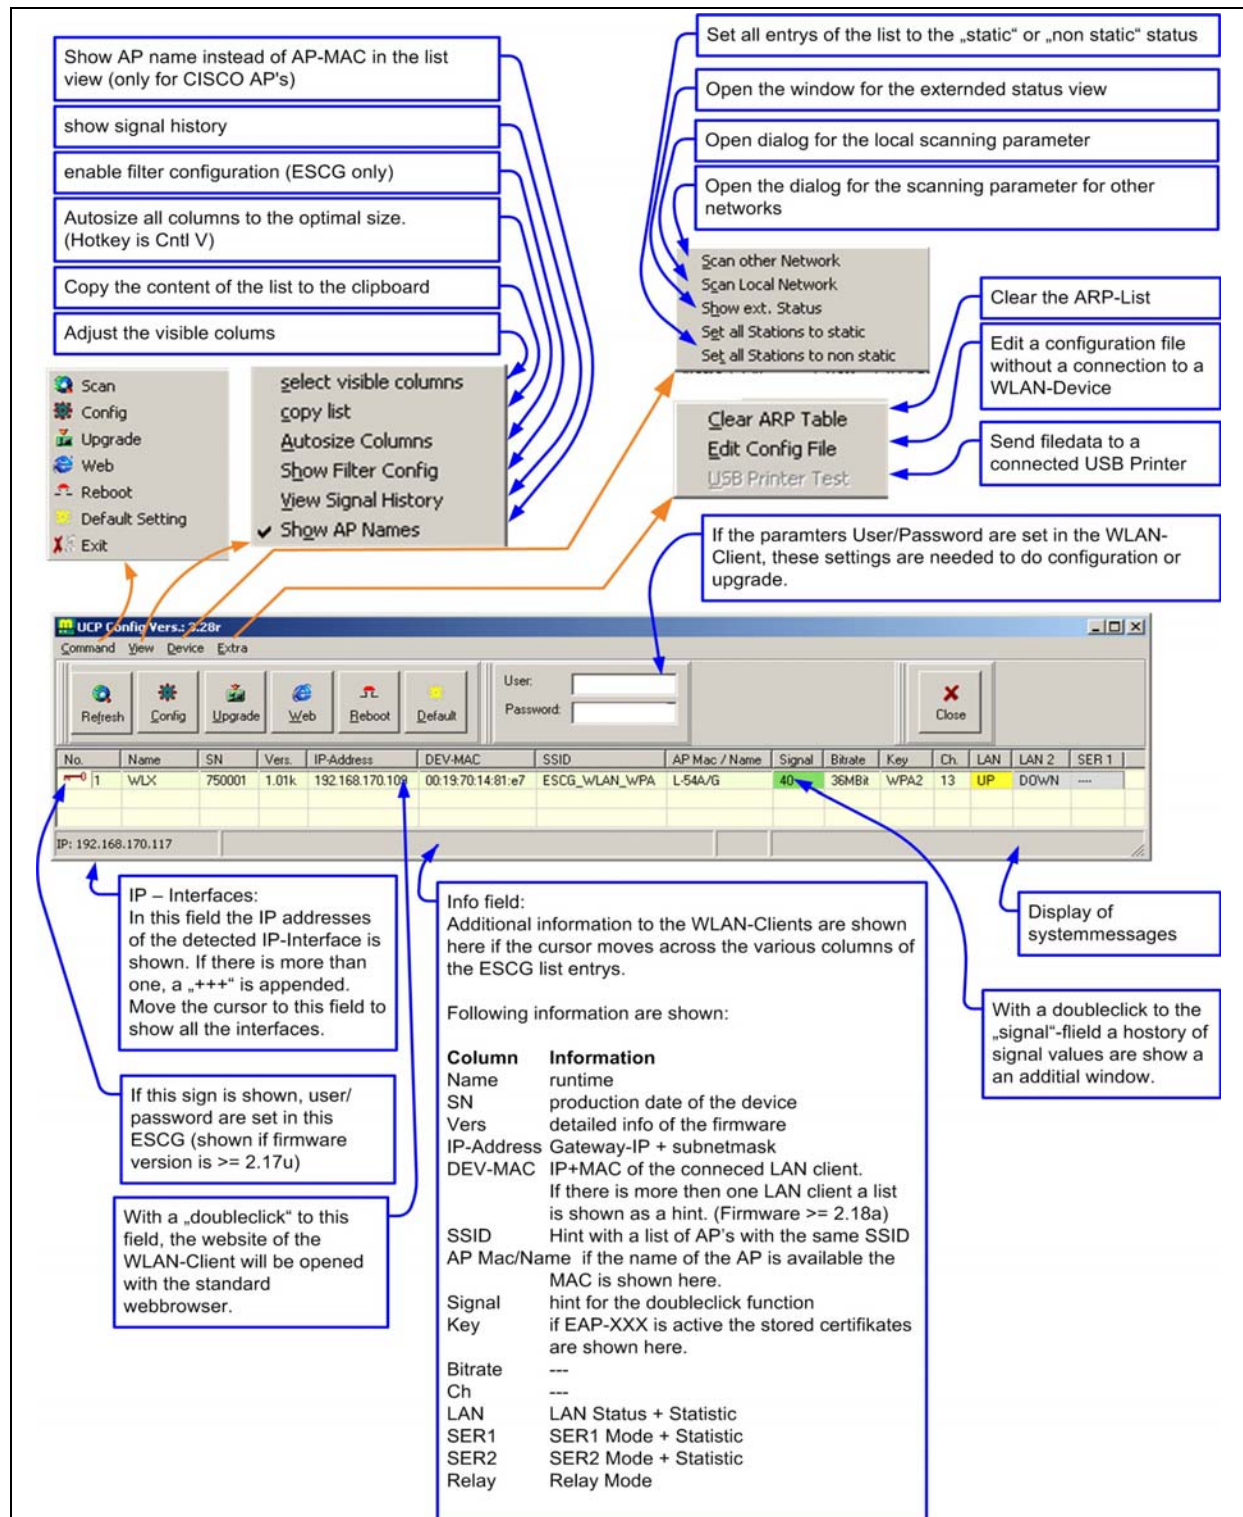 Show AP name instead of AP-MAC in the list
view (only for CISCO AP's)
show signal history
enable filter configuration (ESCG only)
Autosize all columns to the optimal size.
(Hotkey is Cntl V)
Copy the content of the list to the clipboard
Adjust the visible colums
Set all entrys of the list to the „static“ or „non static“ status
Open the window for the externded status view
Open dialog for the local scanning parameter
Open the dialog for the scanning parameter for other
networks
Scan other Network
Scan Local Network
Show ext. Status
Set all Stations to static
Set all Stations to non static
Clear the ARP-List
Edit a configuration file
without a connection to a
WLAN-Device
Send filedata to a
connected USB Printer
Scan
Config
Upgrade
Web
Reboot
Default Setting
Exit
select visible columns
copy list
Autosize Columns
Show Filter Config
View Signal History
Show AP Names
Clear ARP Table
Edit Config File
USB Printer Test
If the paramters User/Password are set in the WLAN-
Client, these settings are needed to do configuration or
upgrade.
UCP Config Vers.: 3.28r
Command View Device Extra
Refresh Config Upgrade Web Reboot Default User: Password: Close
No. Name SN Vers. IP-Address DEV-MAC SSID AP Mac / Name Signal Bitrate Key Ch. LAN LAN 2 SER 1
1 WLX 750001 1.01k 192.168.170.109 00:19:70:14:81:e7 ESCG_WLAN_WPA L-54A/G 40 36MBit WPA2 13 UP DOWN ----
IP: 192.168.170.117
IP – Interfaces:
In this field the IP addresses
of the detected IP-Interface is
shown. If there is more than
one, a „+++“ is appended.
Move the cursor to this field to
show all the interfaces.
If this sign is shown, user/
password are set in this
ESCG (shown if firmware
version is >= 2.17u)
With a „doubleclick“ to this
field, the website of the
WLAN-Client will be opened
with the standard
webbrowser.
Info field:
Additional information to the WLAN-Clients are shown
here if the cursor moves across the various columns of
the ESCG list entrys.
Following information are shown:
Column Information
Name runtime
SN production date of the device
Vers detailed info of the firmware
IP-Address Gateway-IP + subnetmask
DEV-MAC IP+MAC of the conneced LAN client.
If there is more then one LAN client a list
is shown as a hint. (Firmware >= 2.18a)
SSID Hint with a list of AP's with the same SSID
AP Mac/Name if the name of the AP is available the
MAC is shown here.
Signal hint for the doubleclick function
Key if EAP-XXX is active the stored certifikates
are shown here.
Bitrate ---
Ch ---
LAN LAN Status + Statistic
SER1 SER1 Mode + Statistic
SER2 SER2 Mode + Statistic
Relay Relay Mode
Display of
systemmessages
With a doubleclick to the
„signal“-flield a hostory of
signal values are show a
an additial window.